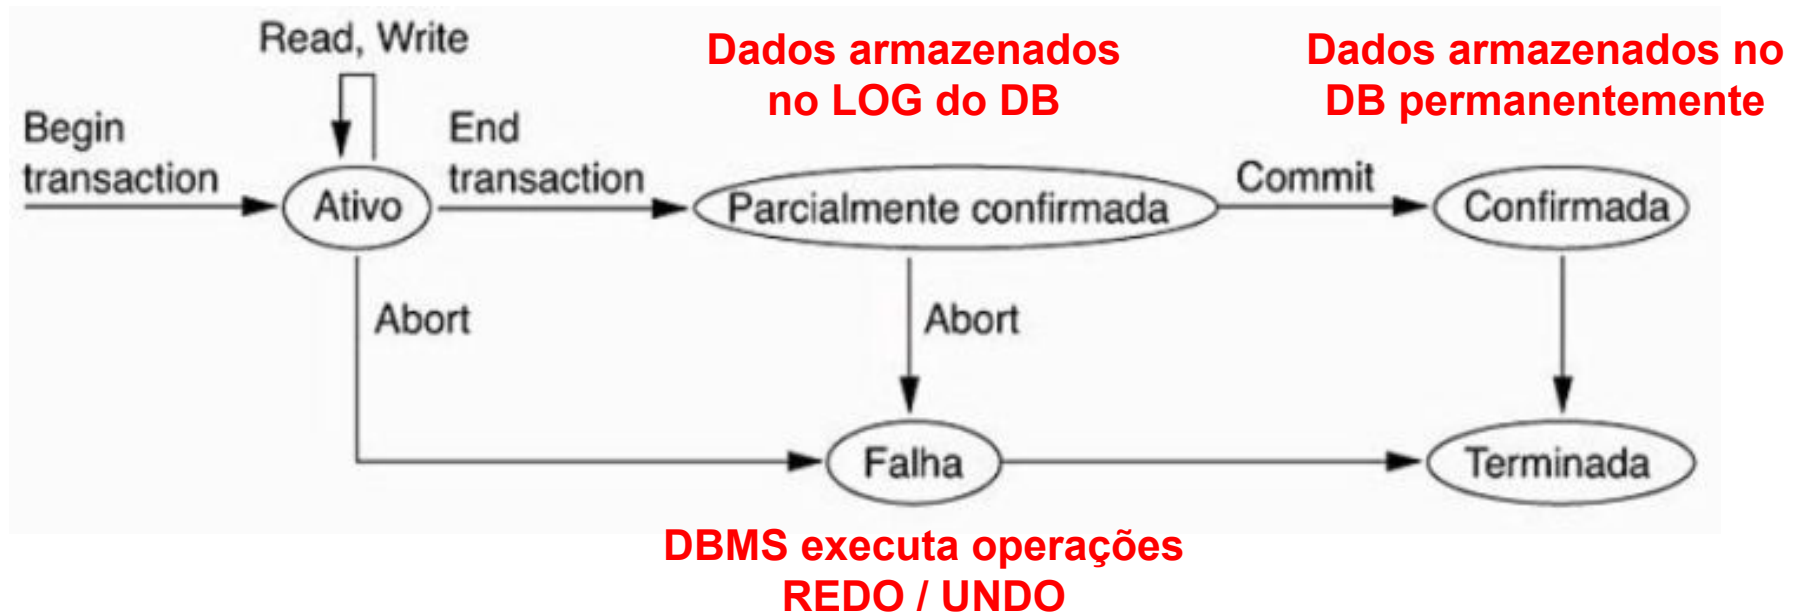 Read, Write
Dados armazenados
no LOG do DB
Dados armazenados no
DB permanentemente
Begin
transaction
End
transaction
Ativo
Parcialmente confirmada
Commit
Confirmada
Abort
Abort
Falha
Terminada
DBMS executa operações
REDO / UNDO